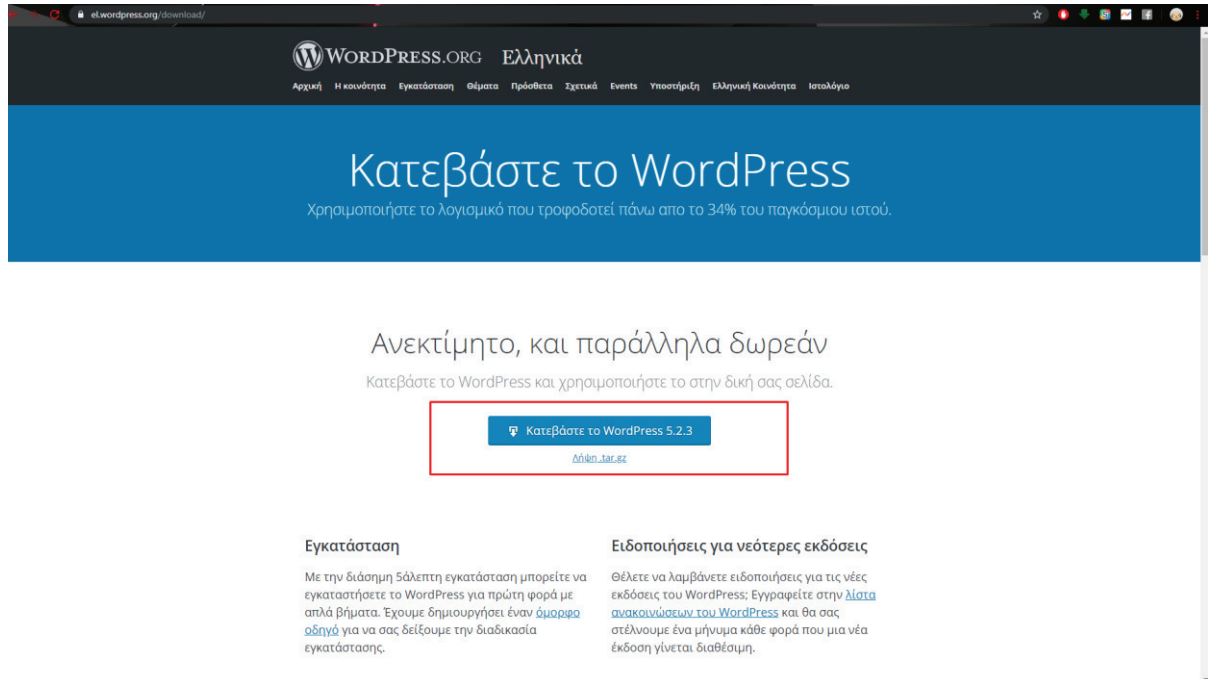 el.wordpress.org/download/
WORDPRESS.ORG Ελληνικά
Αρχική Η κοινότητα Εγκατάσταση Θέματα Πρόσθετα Σχετικά Events Υποστήριξη Ελληνική Κοινότητα Ιστολόγιο
Κατεβάστε το WordPress
Χρησιμοποιήστε το λογισμικό που τροφοδοτεί πάνω απο το 34% του παγκόσμιου ιστού.
Ανεκτίμητο, και παράλληλα δωρεάν
Κατεβάστε το WordPress και χρησιμοποιήστε το στην δική σας σελίδα.
Κατεβάστε το WordPress 5.2.3
Λήψη .tar.gz
Εγκατάσταση
Με την διάσημη 5άλεπτη εγκατάσταση μπορείτε να
εγκαταστήσετε το WordPress για πρώτη φορά με
απλά βήματα. Έχουμε δημιουργήσει έναν όμορφο
οδηγό για να σας δείξουμε την διαδικασία
εγκατάστασης.
Ειδοποιήσεις για νεότερες εκδόσεις
Θέλετε να λαμβάνετε ειδοποιήσεις για τις νέες
εκδόσεις του WordPress; Εγγραφείτε στην λίστα
ανακοινώσεων του WordPress και θα σας
στέλνουμε ένα μήνυμα κάθε φορά που μια νέα
έκδοση γίνεται διαθέσιμη.